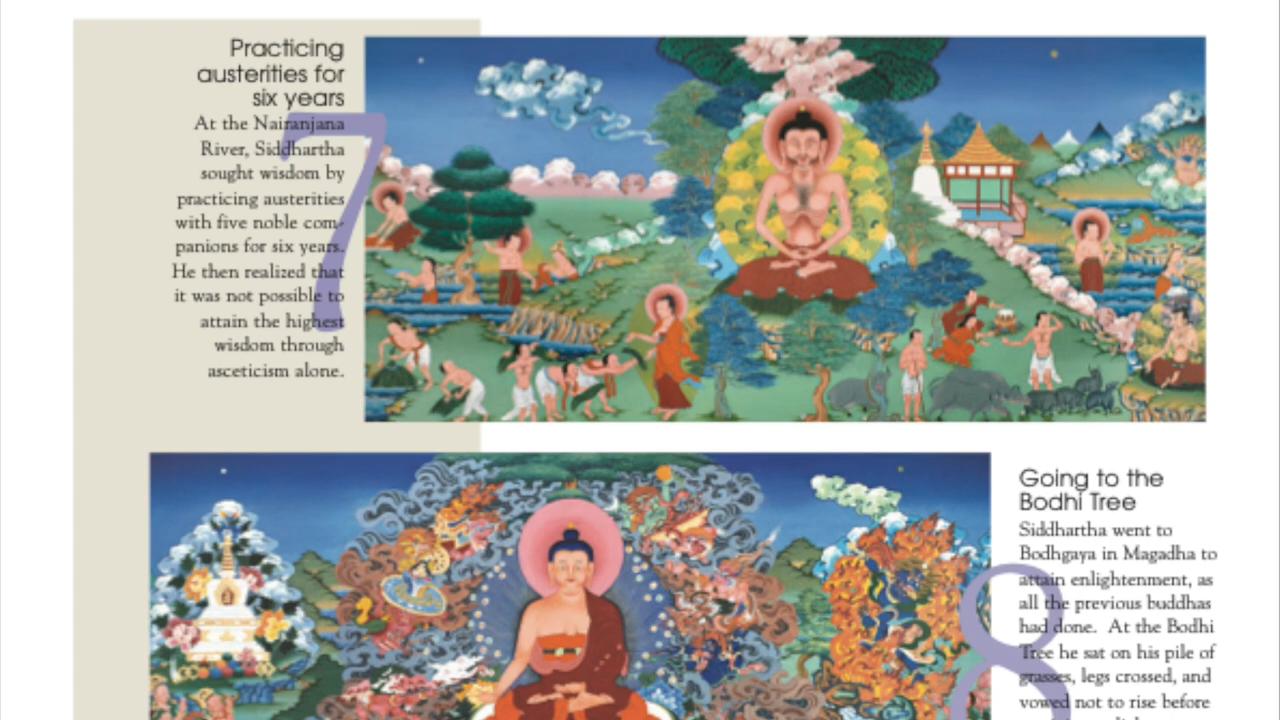 Practicing
austerities for
six years
7
At the Nairanjana
River, Siddhartha
sought wisdom by
practicing austerities
with five noble com-
panions for six years.
He then realized that
it was not possible to
attain the highest
wisdom through
asceticism alone.
Going to the
Bodhi Tree
8
Siddhartha went to
Bodhgaya in Magadha to
attain enlightenment, as
all the previous buddhas
had done. At the Bodhi
Tree he sat on his pile of
grasses, legs crossed, and
vowed not to rise before